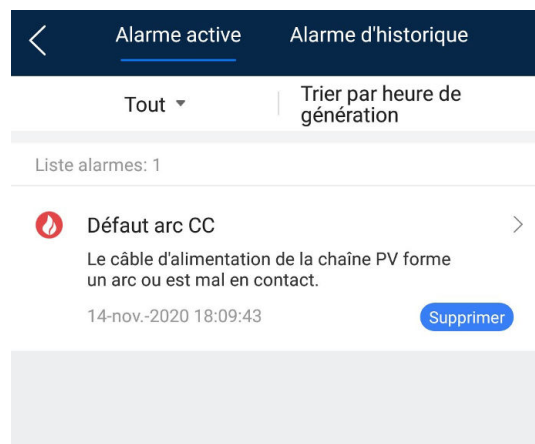 Alarme active Alarme d'historique
Tout Trier par heure de
génération
Liste alarmes: 1
Défaut arc CC
Le câble d'alimentation de la chaîne PV forme
un arc ou est mal en contact.
14-nov.-2020 18:09:43 Supprimer